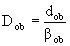 D_ob = d_ob / β_ob